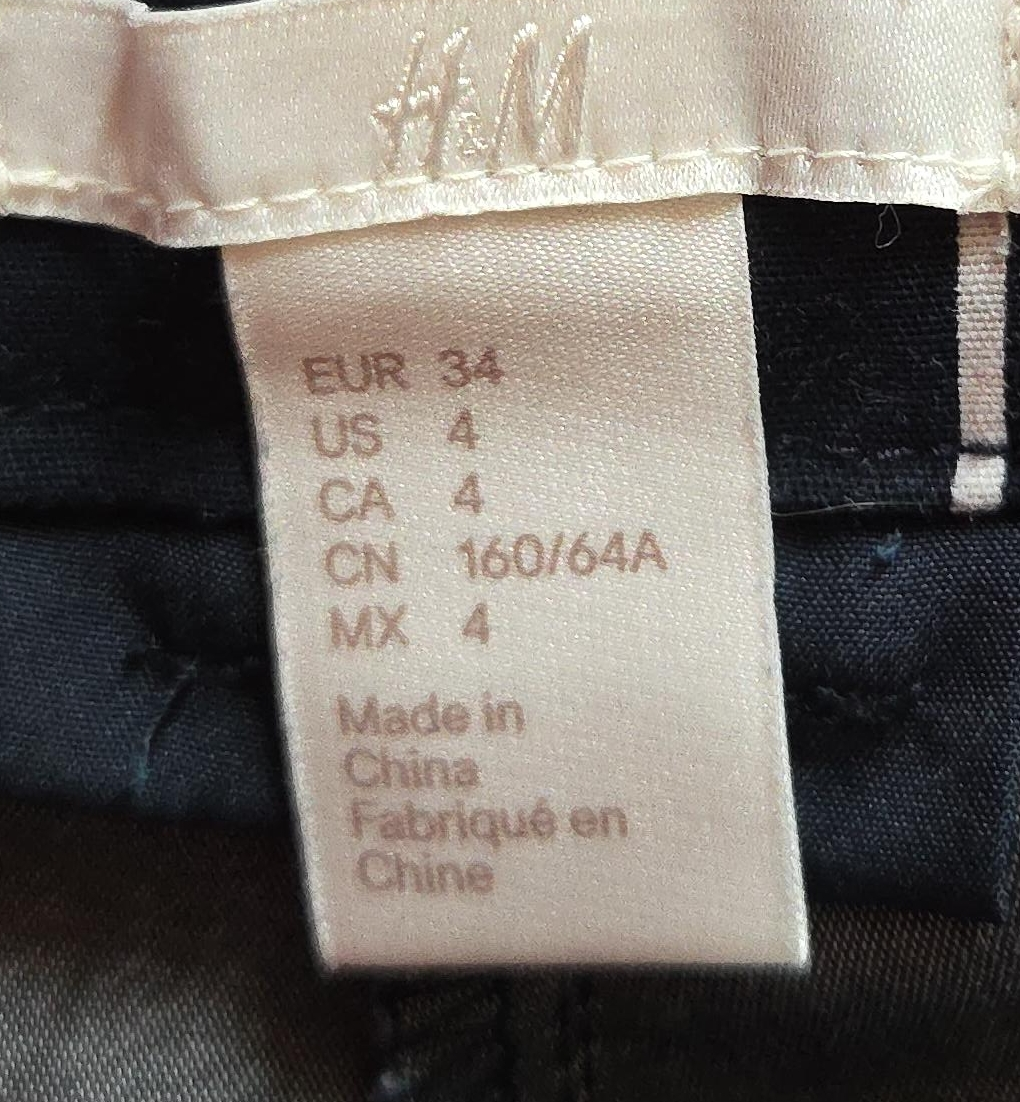 H&M
EUR 34
US 4
CA 4
CN 160/64A
MX 4
Made in
China
Fabriqué en
Chine